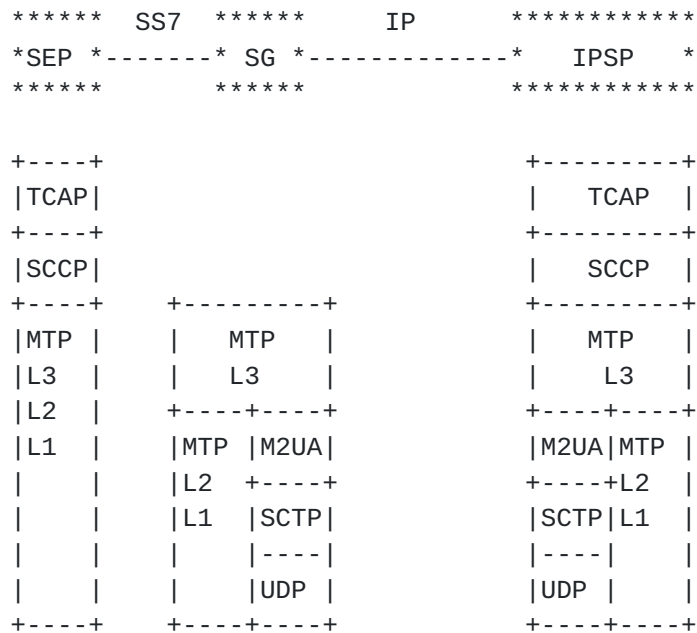 ******  SS7  ******     IP      ************
*SEP *-------* SG *-------------*   IPSP   *
******       ******             ************

+----+                           +---------+
|TCAP|                           |   TCAP  |
+----+                           +---------+
|SCCP|                           |   SCCP  |
+----+    +---------+            +---------+
|MTP |    |   MTP   |            |   MTP   |
|L3  |    |   L3    |            |    L3   |
|L2  |    +----+----+            +----+----+
|L1  |    |MTP |M2UA|            |M2UA|MTP |
|    |    |L2  +----+            +----+L2  |
|    |    |L1  |SCTP|            |SCTP|L1  |
|    |    |    |----|            |----|    |
|    |    |    |UDP |            |UDP |    |
+----+    +----+----+            +----+----+